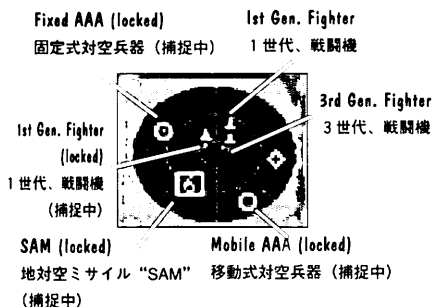 Fixed AAA (locked)
固定式対空兵器（捕捉中）
1st Gen. Fighter
1世代、戦闘機
3rd Gen. Fighter
3世代、戦闘機
1st Gen. Fighter
(locked)
1世代、戦闘機
（捕捉中）
SAM (locked)
地対空ミサイル“SAM”
（捕捉中）
Mobile AAA (locked)
移動式対空兵器（捕捉中）